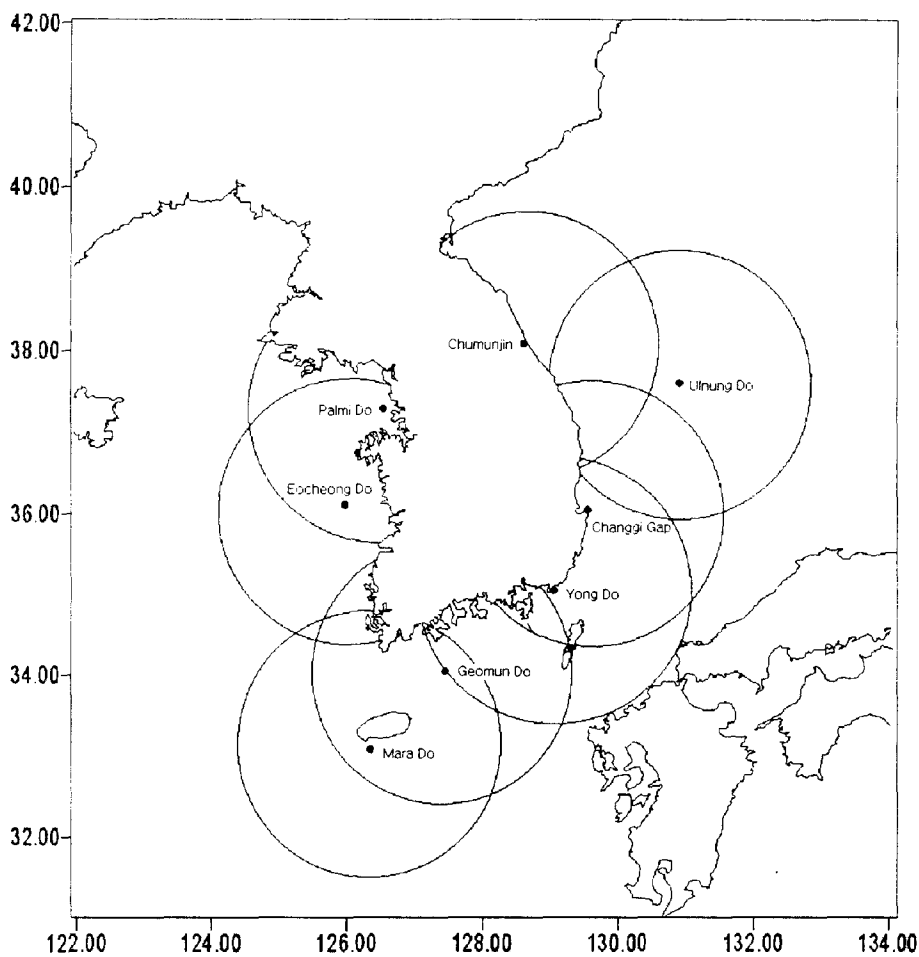 42.00
40.00
38.00
36.00
34.00
32.00
122.00 124.00 126.00 128.00 130.00 132.00 134.00
Chumunjin
Ulnung Do
Palmi Do
Eocheong Do
Changgi Gap
Yong Do
Geomun Do
Mara Do